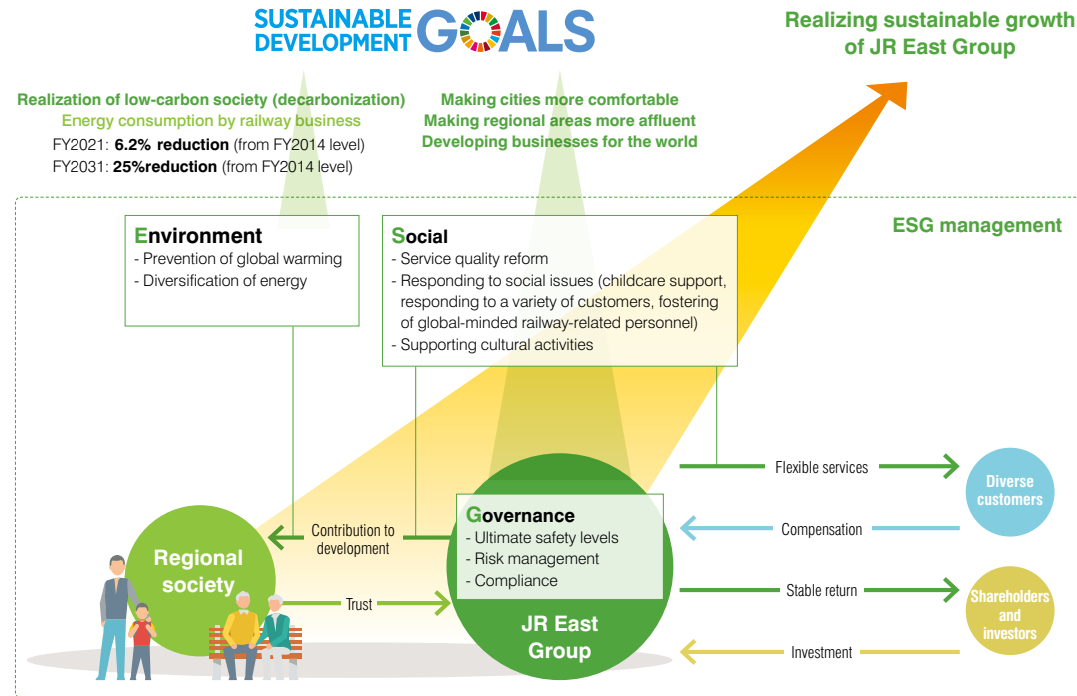 SUSTAINABLE
DEVELOPMENT
GOALS
Realizing sustainable growth
of JR East Group
Realization of low-carbon society (decarbonization)
Energy consumption by railway business
FY2021: 6.2% reduction (from FY2014 level)
FY2031: 25%reduction (from FY2014 level)
Making cities more comfortable
Making regional areas more affluent
Developing businesses for the world
ESG management
Environment
- Prevention of global warming
- Diversification of energy
Social
- Service quality reform
- Responding to social issues (childcare support,
responding to a variety of customers, fostering
of global-minded railway-related personnel)
- Supporting cultural activities
Regional
society
Contribution to
development
Trust
Governance
- Ultimate safety levels
- Risk management
- Compliance
JR East
Group
Flexible services
Compensation
Diverse
customers
Stable return
Investment
Shareholders
and
investors